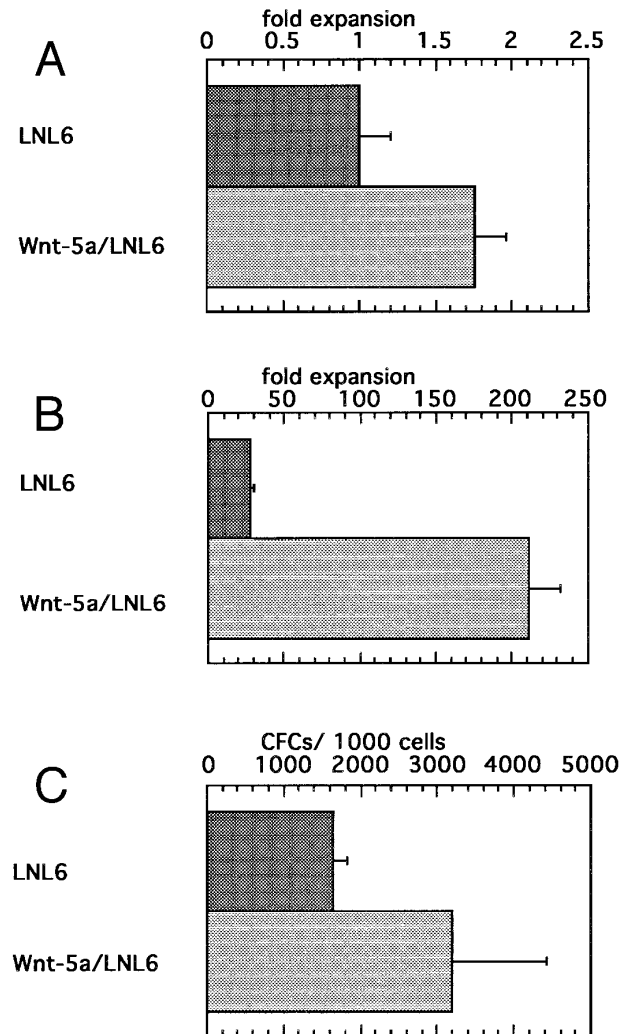 A
fold expansion
0 0.5 1 1.5 2 2.5
LNL6
Wnt-5a/LNL6
B
fold expansion
0 50 100 150 200 250
LNL6
Wnt-5a/LNL6
C
CFCs/ 1000 cells
0 1000 2000 3000 4000 5000
LNL6
Wnt-5a/LNL6